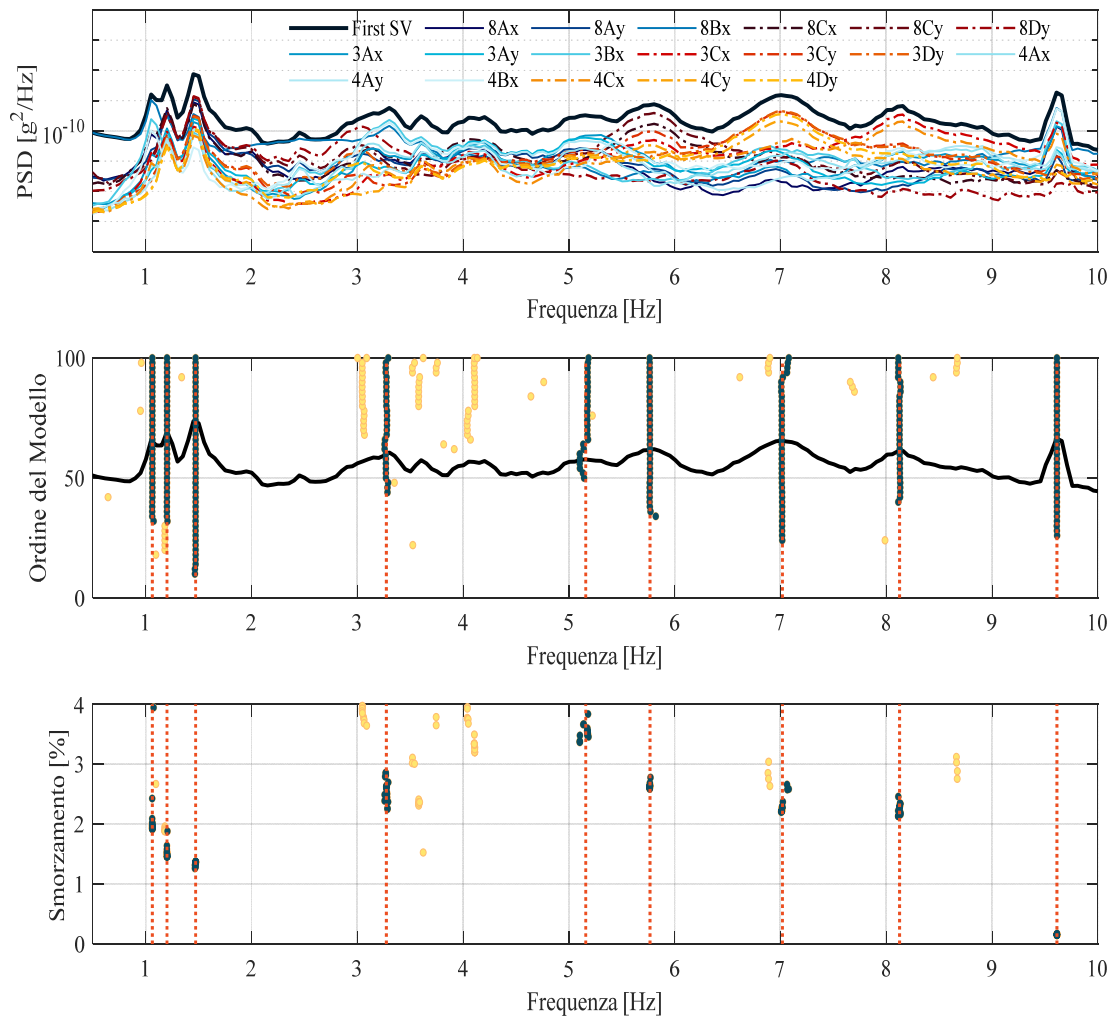 First SV 8Ax 8Ay 8Bx 8Cx 8Cy 8Dy
3Ax 3Ay 3Bx 3Cx 3Cy 3Dy 4Ax
4Ay 4Bx 4Cx 4Cy 4Dy
PSD [g²/Hz]
10⁻¹⁰
1 2 3 4 5 6 7 8 9 10
Frequenza [Hz]
Ordine del Modello
100
50
0
1 2 3 4 5 6 7 8 9 10
Frequenza [Hz]
Smorzamento [%]
4
3
2
1
0
1 2 3 4 5 6 7 8 9 10
Frequenza [Hz]